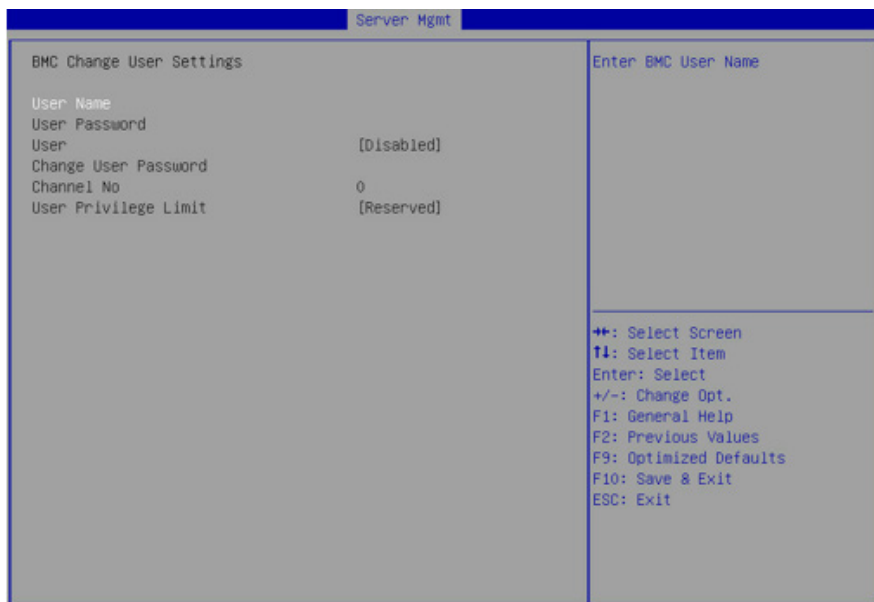 Server Mgmt
BMC Change User Settings
User Name
User Password
User [Disabled]
Change User Password
Channel No 0
User Privilege Limit [Reserved]
Enter BMC User Name
→←: Select Screen
↑↓: Select Item
Enter: Select
+/-: Change Opt.
F1: General Help
F2: Previous Values
F9: Optimized Defaults
F10: Save & Exit
ESC: Exit